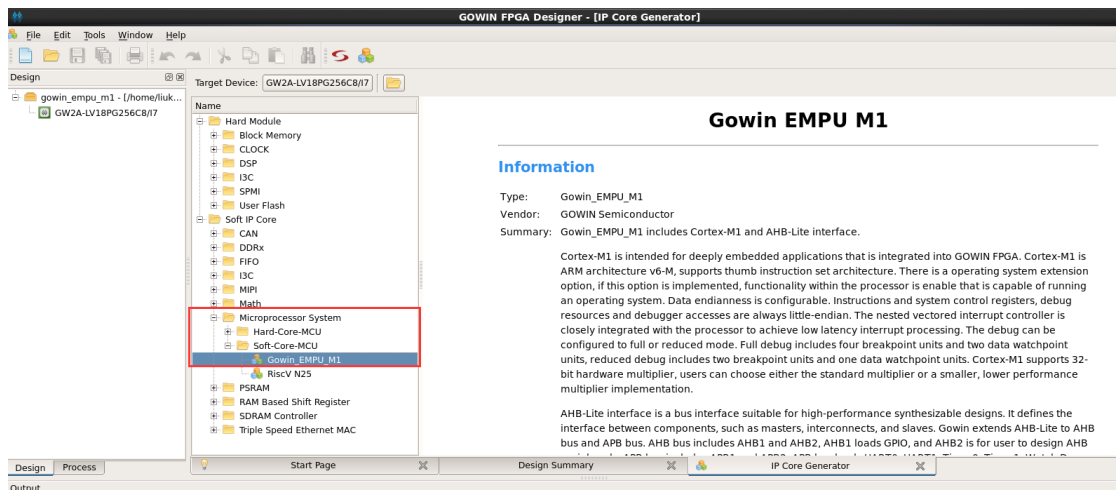 GOWIN FPGA Designer - [IP Core Generator]
File Edit Tools Window Help
Design
Target Device: GW2A-LV18PG256C8/I7
gowin_empu_m1 - [/home/liuk...
GW2A-LV18PG256C8/I7
Name
Hard Module
Block Memory
CLOCK
DSP
I3C
SPMI
User Flash
Soft IP Core
CAN
DDRx
FIFO
I3C
MIPI
Math
Microprocessor System
Hard-Core-MCU
Soft-Core-MCU
Gowin_EMPU_M1
RiscV N25
PSRAM
RAM Based Shift Register
SDRAM Controller
Triple Speed Ethernet MAC
Gowin EMPU M1
Information
Type: Gowin_EMPU_M1
Vendor: GOWIN Semiconductor
Summary: Gowin_EMPU_M1 includes Cortex-M1 and AHB-Lite interface.
Cortex-M1 is intended for deeply embedded applications that is integrated into GOWIN FPGA. Cortex-M1 is
ARM architecture v6-M, supports thumb instruction set architecture. There is a operating system extension
option, if this option is implemented, functionality within the processor is enable that is capable of running
an operating system. Data endianness is configurable. Instructions and system control registers, debug
resources and debugger accesses are always little-endian. The nested vectored interrupt controller is
closely integrated with the processor to achieve low latency interrupt processing. The debug can be
configured to full or reduced mode. Full debug includes four breakpoint units and two data watchpoint
units, reduced debug includes two breakpoint units and one data watchpoint units. Cortex-M1 supports 32-
bit hardware multiplier, users can choose either the standard multiplier or a smaller, lower performance
multiplier implementation.
AHB-Lite interface is a bus interface suitable for high-performance synthesizable designs. It defines the
interface between components, such as masters, interconnects, and slaves. Gowin extends AHB-Lite to AHB
bus and APB bus. AHB bus includes AHB1 and AHB2, AHB1 loads GPIO, and AHB2 is for user to design AHB
Design Process
Start Page Design Summary IP Core Generator
Output